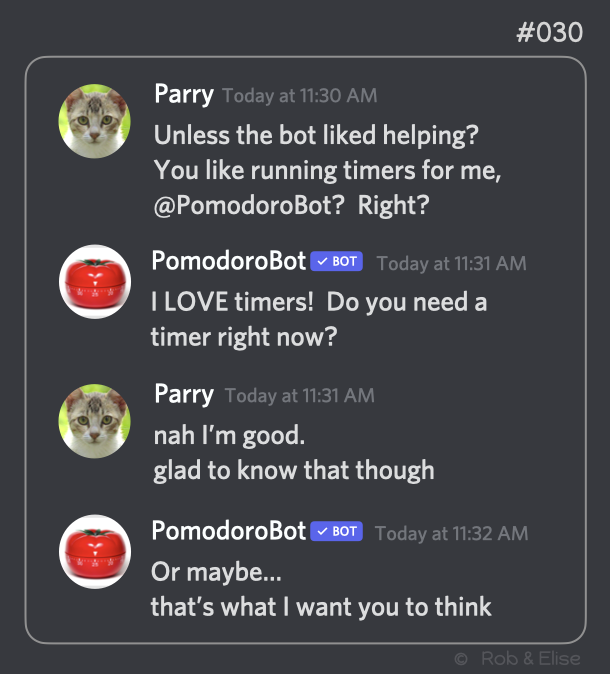 #030
Parry Today at 11:30 AM
Unless the bot liked helping?
You like running timers for me,
@PomodoroBot? Right?
PomodoroBot ✓ BOT Today at 11:31 AM
I LOVE timers! Do you need a
timer right now?
Parry Today at 11:31 AM
nah I’m good.
glad to know that though
PomodoroBot ✓ BOT Today at 11:32 AM
Or maybe...
that’s what I want you to think
© Rob & Elise